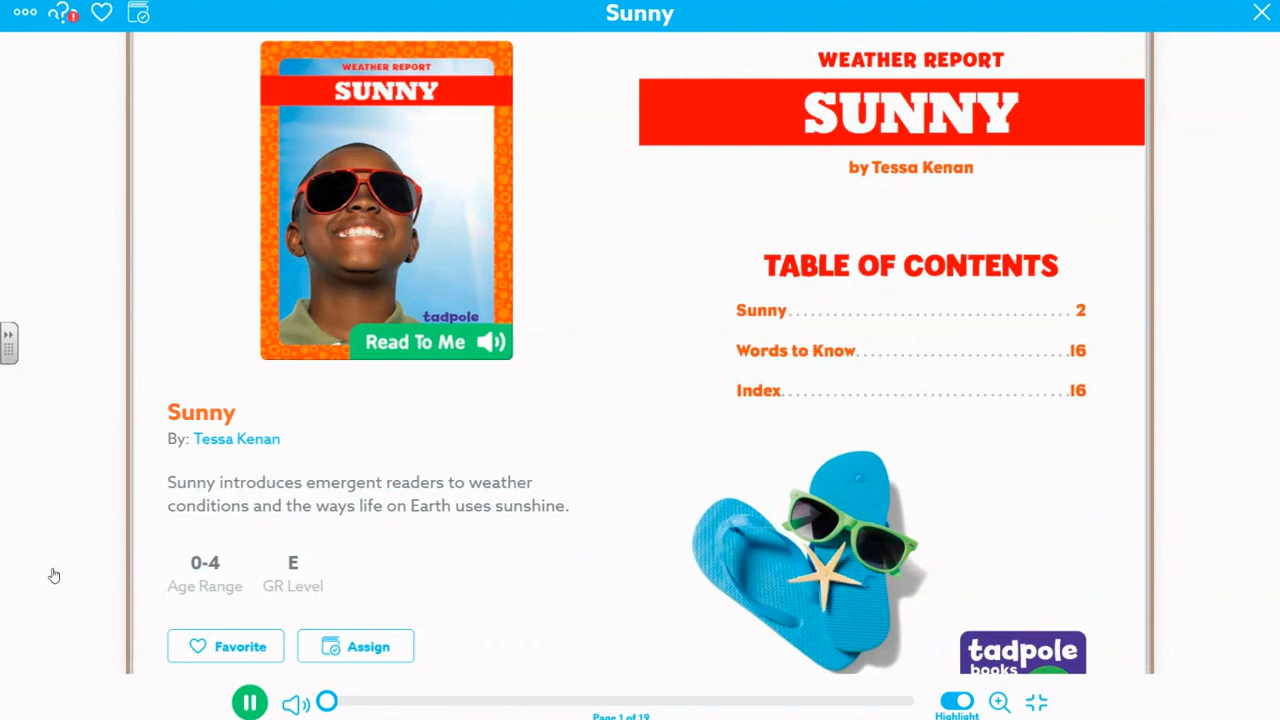 Sunny
WEATHER REPORT
SUNNY
tadpole
Read To Me
Sunny
By: Tessa Kenan
Sunny introduces emergent readers to weather
conditions and the ways life on Earth uses sunshine.
0-4 E
Age Range GR Level
Favorite Assign
WEATHER REPORT
SUNNY
by Tessa Kenan
TABLE OF CONTENTS
Sunny 2
Words to Know 16
Index 16
tadpole
books
Page 1 of 19
Highlight